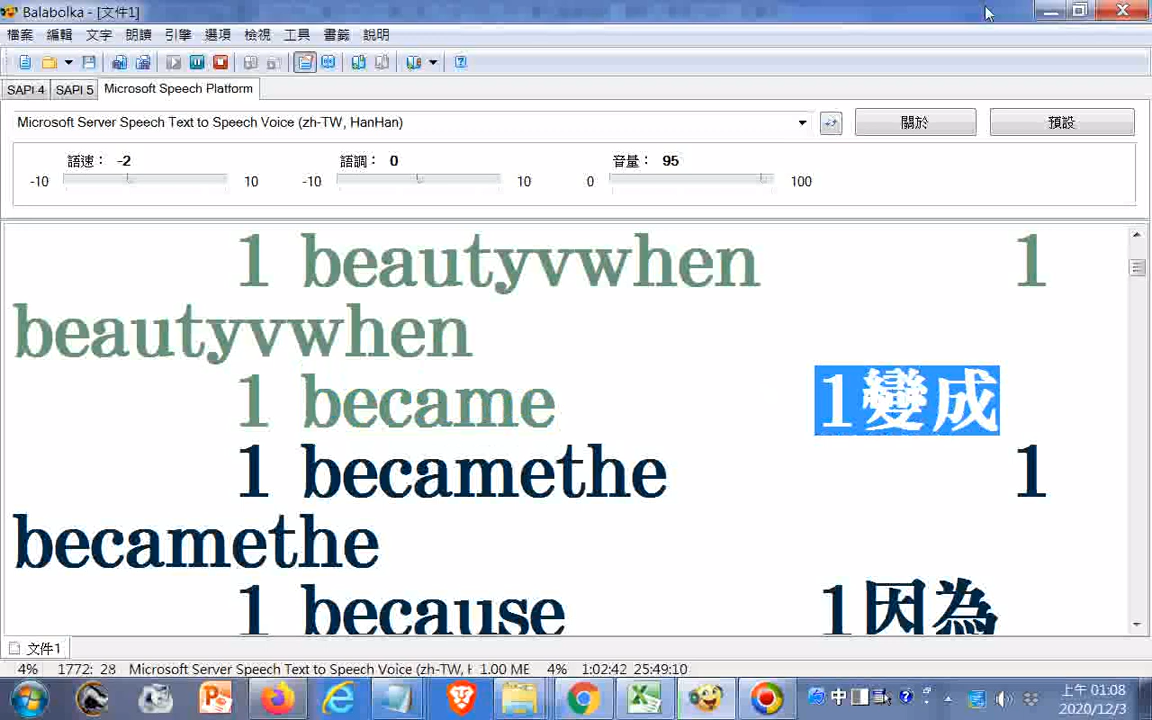 Balabolka - [文件1]
檔案 編輯 文字 朗讀 引擎 選項 檢視 工具 書籤 說明
SAPI 4 SAPI 5 Microsoft Speech Platform
Microsoft Server Speech Text to Speech Voice (zh-TW, HanHan) 關於 預設
語速： -2 語調： 0 音量： 95
-10 10 -10 10 0 100
1 beautyvwhen 1
beautyvwhen
1 became 1變成
1 becamethe 1
becamethe
1 because 1因為
文件1
4% 1772: 28 Microsoft Server Speech Text to Speech Voice (zh-TW, H 1.00 ME 4% 1:02:42 25:49:10
中 上午 01:08
2020/12/3